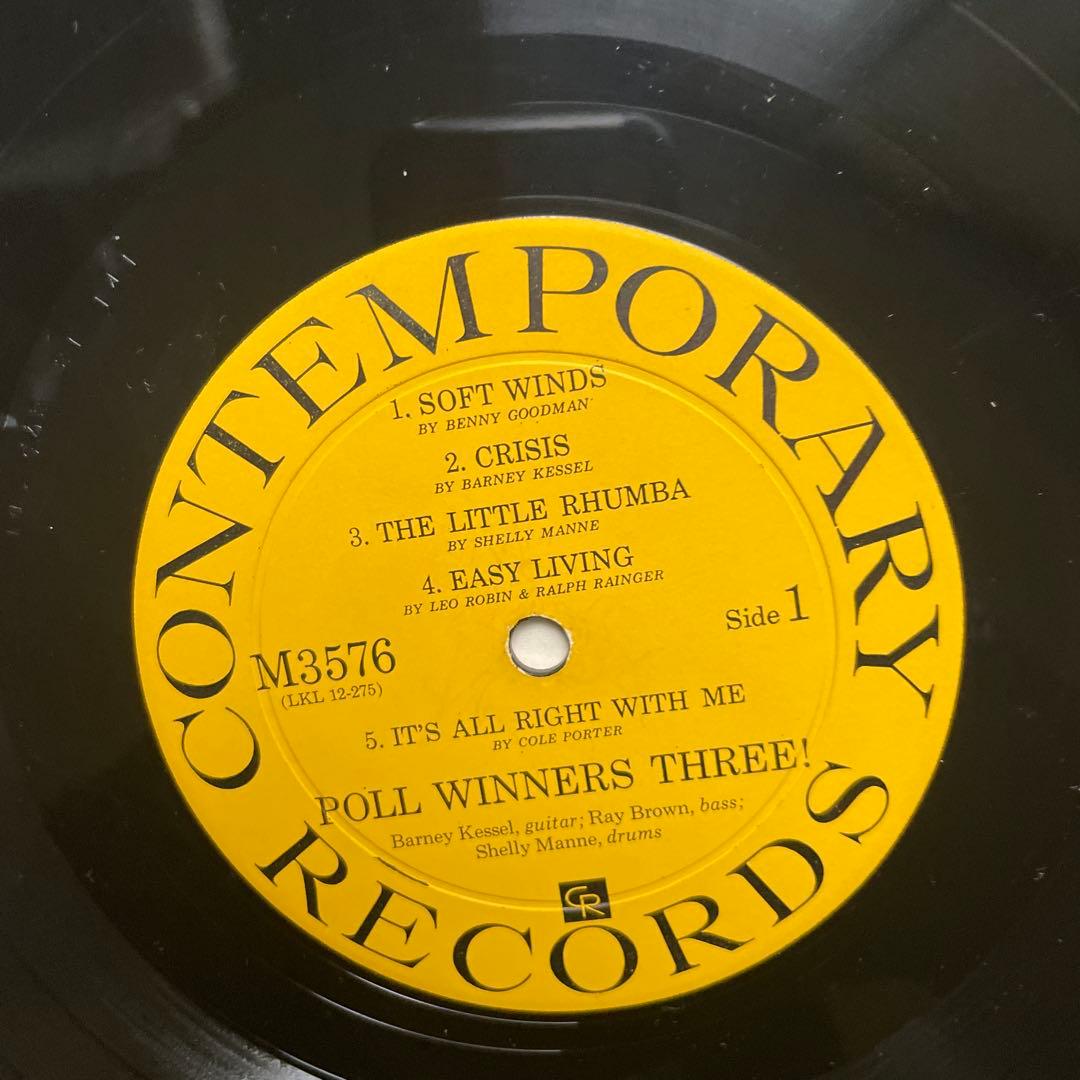 CONTEMPORARY
1. SOFT WINDS
BY BENNY GOODMAN
2. CRISIS
BY BARNEY KESSEL
3. THE LITTLE RHUMBA
BY SHELLY MANNE
4. EASY LIVING
BY LEO ROBIN & RALPH RAINGER
Side 1
M3576
(LKL 12-275)
5. IT'S ALL RIGHT WITH ME
BY COLE PORTER
POLL WINNERS THREE!
Barney Kessel, guitar; Ray Brown, bass;
Shelly Manne, drums
CR
RECORDS